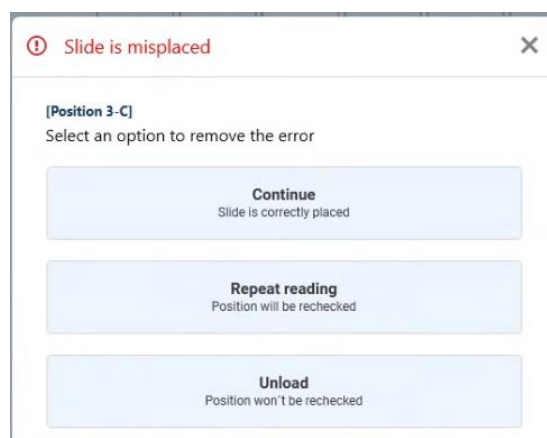 Slide is misplaced
[Position 3-C]
Select an option to remove the error
Continue
Slide is correctly placed
Repeat reading
Position will be rechecked
Unload
Position won´t be rechecked